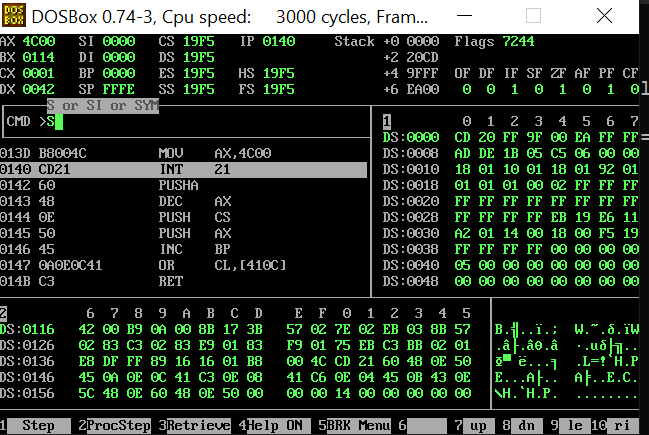 DOSBox 0.74-3, Cpu speed: 3000 cycles, Fram...
AX 4C00 SI 0000 CS 19F5 IP 0140 Stack +0 0000 Flags 7244
BX 0114 DI 0000 DS 19F5 +2 20CD
CX 0001 BP 0000 ES 19F5 HS 19F5 +4 9FFF OF DF IF SF ZF AF PF CF
DX 0042 SP FFFE SS 19F5 FS 19F5 +6 EA00 0 0 1 0 1 0 1 0
S or SI or SYM
CMD >S
1 0 1 2 3 4 5 6 7
DS:0000 CD 20 FF 9F 00 EA FF FF
DS:0008 AD DE 1B 05 C5 06 00 00
DS:0010 18 01 10 01 18 01 92 01
DS:0018 01 01 01 00 02 FF FF FF
DS:0020 FF FF FF FF FF FF FF FF
DS:0028 FF FF FF FF EB 19 E6 11
DS:0030 A2 01 14 00 18 00 F5 19
DS:0038 FF FF FF FF 00 00 00 00
DS:0040 05 00 00 00 00 00 00 00
DS:0048 00 00 00 00 00 00 00 00
013D B8004C MOV AX,4C00
0140 CD21 INT 21
0142 60 PUSHA
0143 48 DEC AX
0144 0E PUSH CS
0145 50 PUSH AX
0146 45 INC BP
0147 0A0E0C41 OR CL,[410C]
014B C3 RET
2 6 7 8 9 A B C D E F 0 1 2 3 4 5
DS:0116 42 00 B9 0A 00 8B 17 3B 57 02 7E 02 EB 03 8B 57
DS:0126 02 83 C3 02 83 E9 01 83 F9 01 75 EB C3 BB 02 01
DS:0136 E8 DF FF 89 16 16 01 B8 00 4C CD 21 60 48 0E 50
DS:0146 45 0A 0E 0C 41 C3 0E 08 41 C6 0E 04 45 0B 43 0E
DS:0156 5C 48 0E 60 48 0E 50 00 00 00 14 00 00 00 00 00
1 Step 2ProcStep 3Retrieve 4Help ON 5BRK Menu 6 7 up 8 dn 9 le 10 ri